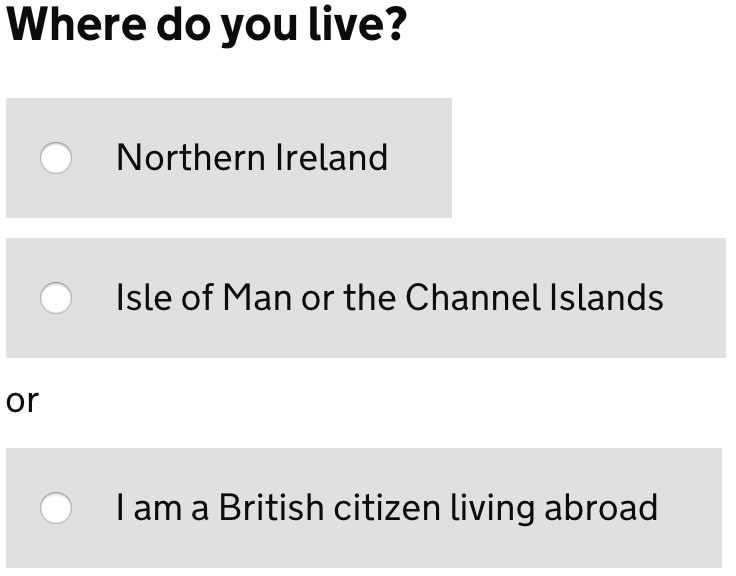 Where do you live?
Northern Ireland
Isle of Man or the Channel Islands
or
I am a British citizen living abroad